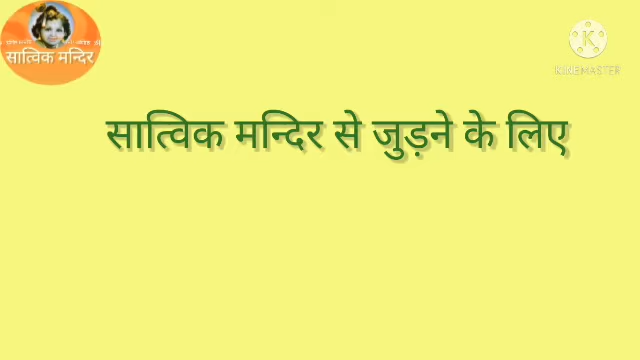 सात्विक मन्दिर
KINEMASTER
सात्विक मन्दिर से जुड़ने के लिए